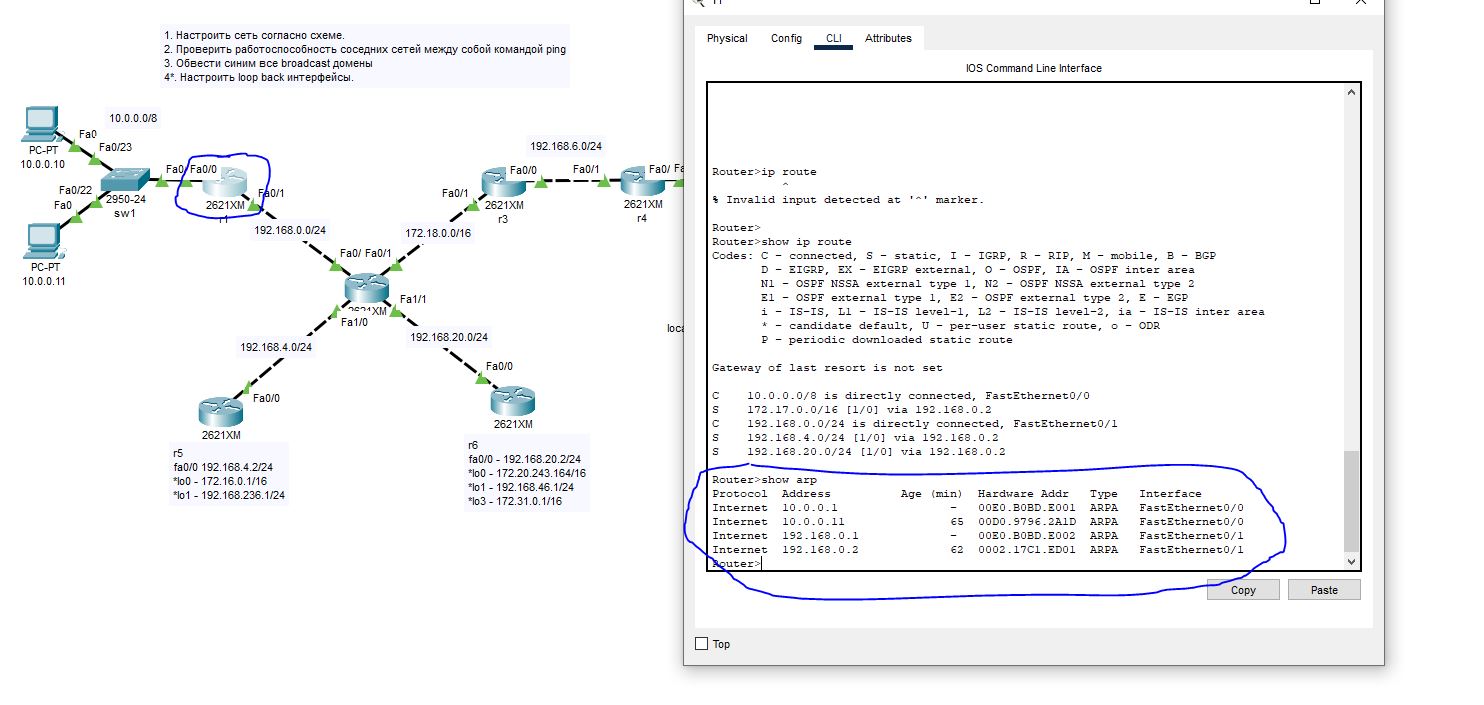 1. Настроить сеть согласно схеме.
2. Проверить работоспособность соседних сетей между собой командой ping
3. Обвести синим все broadcast домены
4*. Настроить loop back интерфейсы.
10.0.0.0/8
Fa0
Fa0/23
PC-PT
10.0.0.10
Fa0/22
Fa0
2950-24
sw1
PC-PT
10.0.0.11
Fa0/
Fa0/0
Fa0/1
2621XM
r1
192.168.0.0/24
192.168.6.0/24
Fa0/0
Fa0/1
Fa0/
Fa0/1
2621XM
r3
2621XM
r4
172.18.0.0/16
Fa0/
Fa0/1
2621XM
Fa1/1
Fa1/0
192.168.4.0/24
192.168.20.0/24
Fa0/0
Fa0/0
2621XM
2621XM
r5
fa0/0 192.168.4.2/24
*lo0 - 172.16.0.1/16
*lo1 - 192.168.236.1/24
r6
fa0/0 - 192.168.20.2/24
*lo0 - 172.20.243.164/16
*lo1 - 192.168.46.1/24
*lo3 - 172.31.0.1/16
Physical Config CLI Attributes
IOS Command Line Interface
Router>ip route
^
% Invalid input detected at '^' marker.
Router>
Router>show ip route
Codes: C - connected, S - static, I - IGRP, R - RIP, M - mobile, B - BGP
D - EIGRP, EX - EIGRP external, O - OSPF, IA - OSPF inter area
N1 - OSPF NSSA external type 1, N2 - OSPF NSSA external type 2
E1 - OSPF external type 1, E2 - OSPF external type 2, E - EGP
i - IS-IS, L1 - IS-IS level-1, L2 - IS-IS level-2, ia - IS-IS inter area
* - candidate default, U - per-user static route, o - ODR
P - periodic downloaded static route
Gateway of last resort is not set
C 10.0.0.0/8 is directly connected, FastEthernet0/0
S 172.17.0.0/16 [1/0] via 192.168.0.2
C 192.168.0.0/24 is directly connected, FastEthernet0/1
S 192.168.4.0/24 [1/0] via 192.168.0.2
S 192.168.20.0/24 [1/0] via 192.168.0.2
Router>show arp
Protocol Address Age (min) Hardware Addr Type Interface
Internet 10.0.0.1 - 00E0.B0BD.E001 ARPA FastEthernet0/0
Internet 10.0.0.11 65 00D0.9796.2A1D ARPA FastEthernet0/0
Internet 192.168.0.1 - 00E0.B0BD.E002 ARPA FastEthernet0/1
Internet 192.168.0.2 62 0002.17C1.ED01 ARPA FastEthernet0/1
Router>
Copy Paste
Top